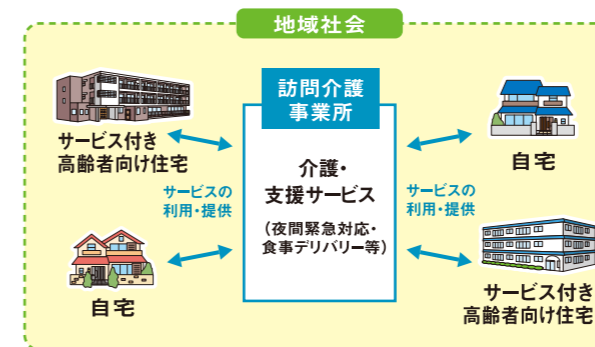 地域社会
サービス付き
高齢者向け住宅
サービスの
利用・提供
自宅
訪問介護
事業所
介護・
支援サービス
（夜間緊急対応・
食事デリバリー等）
自宅
サービスの
利用・提供
サービス付き
高齢者向け住宅